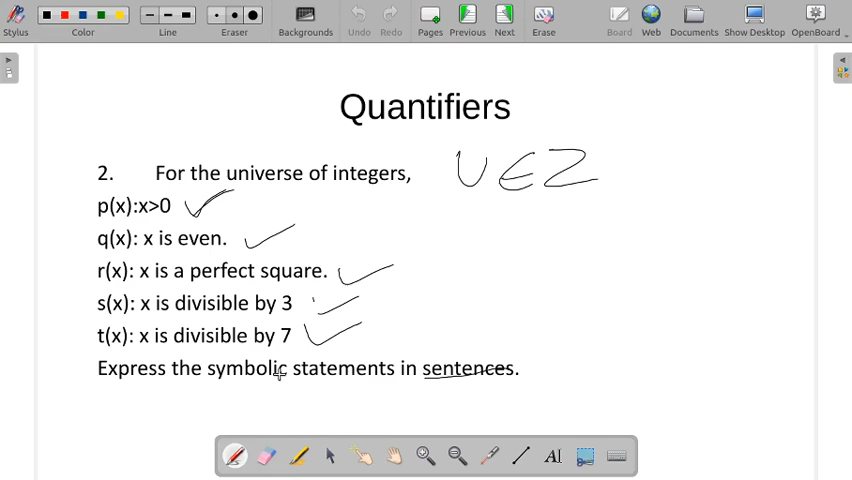 Stylus Color Line Eraser Backgrounds Undo Redo Pages Previous Next Erase Board Web Documents Show Desktop OpenBoard
Quantifiers
2. For the universe of integers, U∈Z
p(x):x>0
q(x): x is even.
r(x): x is a perfect square.
s(x): x is divisible by 3
t(x): x is divisible by 7
Express the symbolic statements in sentences.